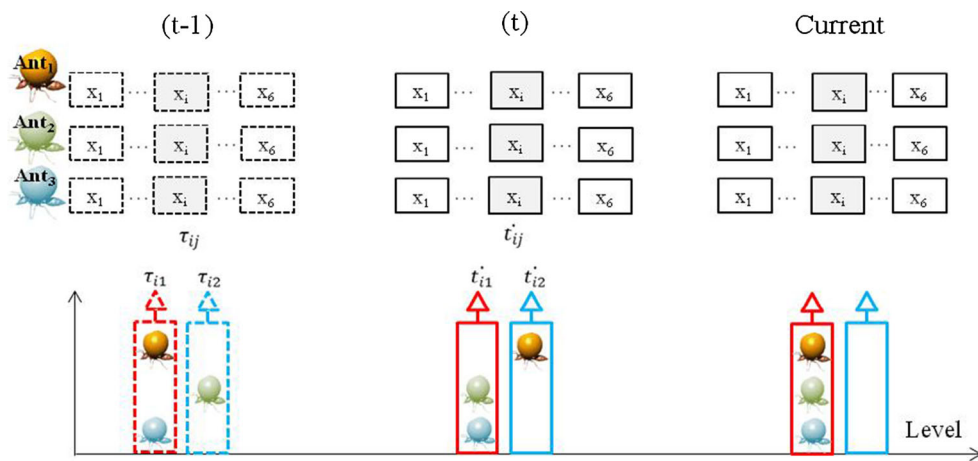 (t-1) (t) Current
Ant1 x1 ... xi ... x6 x1 ... xi ... x6 x1 ... xi ... x6
Ant2 x1 ... xi ... x6 x1 ... xi ... x6 x1 ... xi ... x6
Ant3 x1 ... xi ... x6 x1 ... xi ... x6 x1 ... xi ... x6
τij t˙ij
τi1 τi2 t˙i1 t˙i2
Level